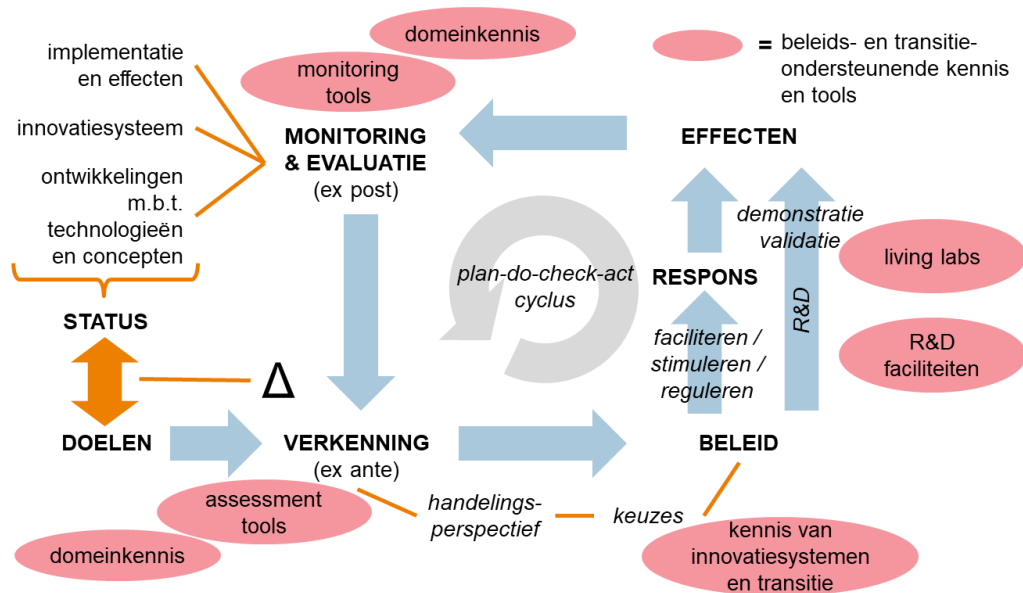 implementatie
en effecten
innovatiesysteem
ontwikkelingen
m.b.t.
technologieën
en concepten
STATUS
DOELEN
Δ
domeinkennis
monitoring
tools
MONITORING
& EVALUATIE
(ex post)
= beleids- en transitie-
ondersteunende kennis
en tools
EFFECTEN
demonstratie
validatie
living labs
plan-do-check-act
cyclus
RESPONS
R&D
R&D
faciliteiten
faciliteren /
stimuleren /
reguleren
VERKENNING
(ex ante)
BELEID
assessment
tools
domeinkennis
handelings-
perspectief
keuzes
kennis van
innovatiesystemen
en transitie